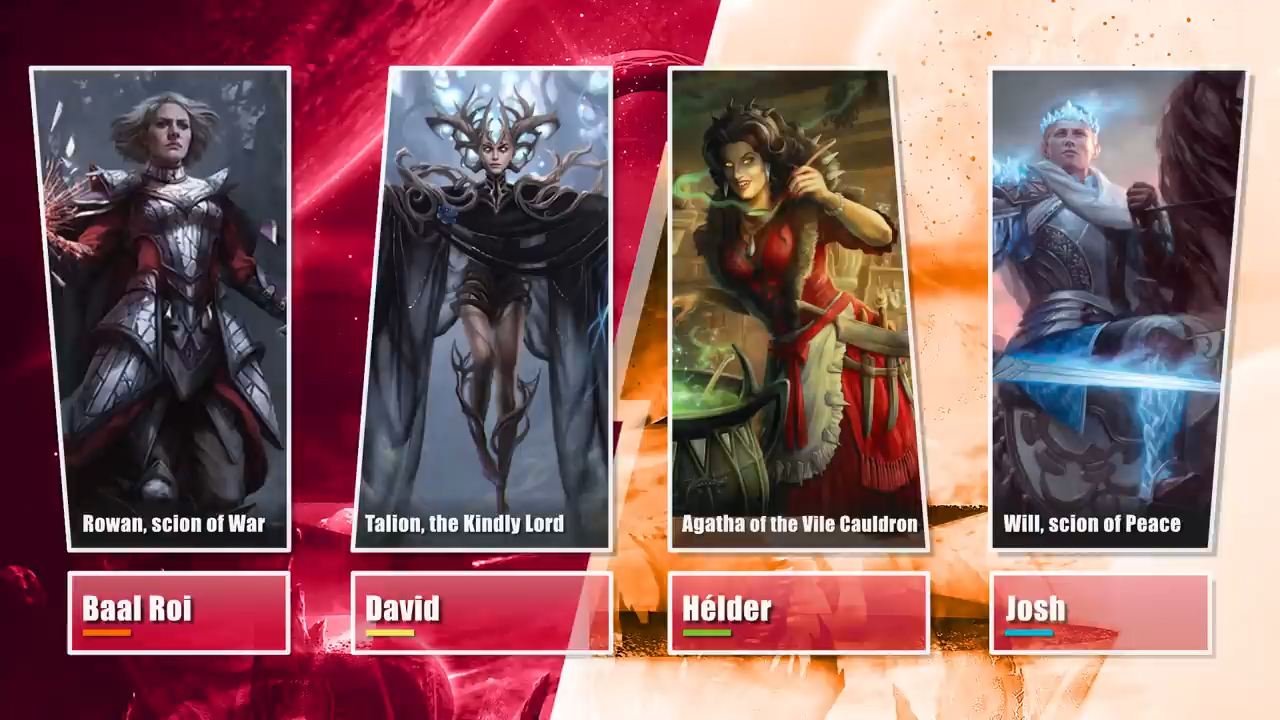 Rowan, scion of War
Talion, the Kindly Lord
Agatha of the Vile Cauldron
Will, scion of Peace
Baal Roi
David
Hélder
Josh